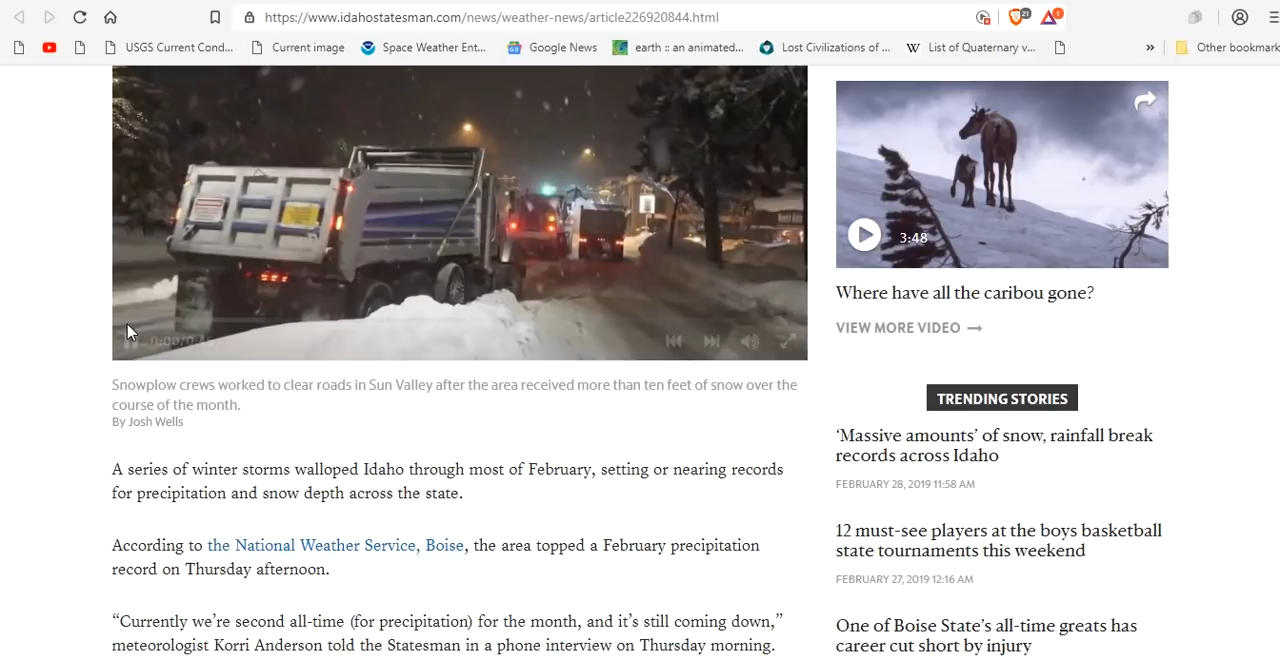 https://www.idahostatesman.com/news/weather-news/article226920844.html
21
1
USGS Current Cond...
Current image
Space Weather Ent...
Google News
earth :: an animated...
Lost Civilizations of ...
W
List of Quaternary v...
»
Other bookmark
3:48
Where have all the caribou gone?
VIEW MORE VIDEO
Snowplow crews worked to clear roads in Sun Valley after the area received more than ten feet of snow over the
course of the month.
By Josh Wells
A series of winter storms walloped Idaho through most of February, setting or nearing records
for precipitation and snow depth across the state.
According to the National Weather Service, Boise, the area topped a February precipitation
record on Thursday afternoon.
“Currently we’re second all-time (for precipitation) for the month, and it’s still coming down,”
meteorologist Korri Anderson told the Statesman in a phone interview on Thursday morning.
TRENDING STORIES
‘Massive amounts’ of snow, rainfall break
records across Idaho
FEBRUARY 28, 2019 11:58 AM
12 must-see players at the boys basketball
state tournaments this weekend
FEBRUARY 27, 2019 12:16 AM
One of Boise State’s all-time greats has
career cut short by injury